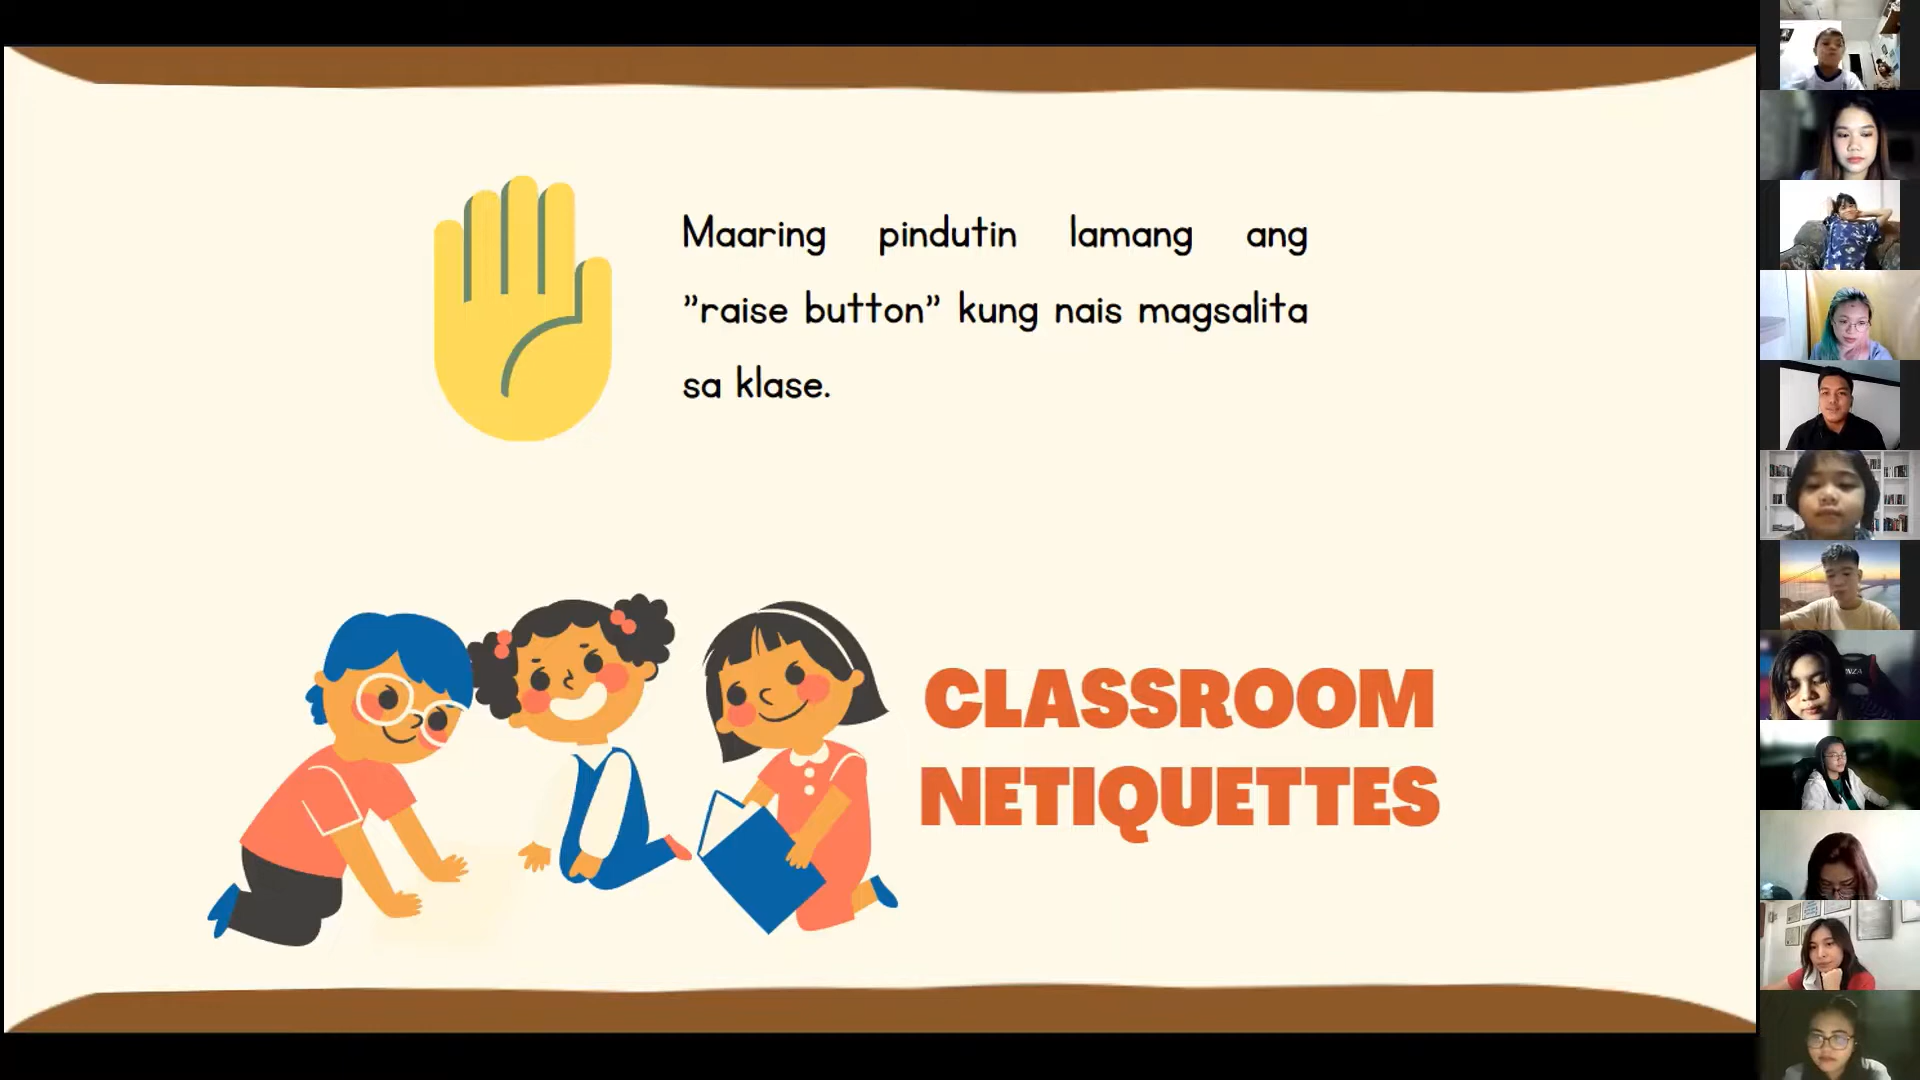 Maaring pindutin lamang ang
"raise button" kung nais magsalita
sa klase.
CLASSROOM
NETIQUETTES